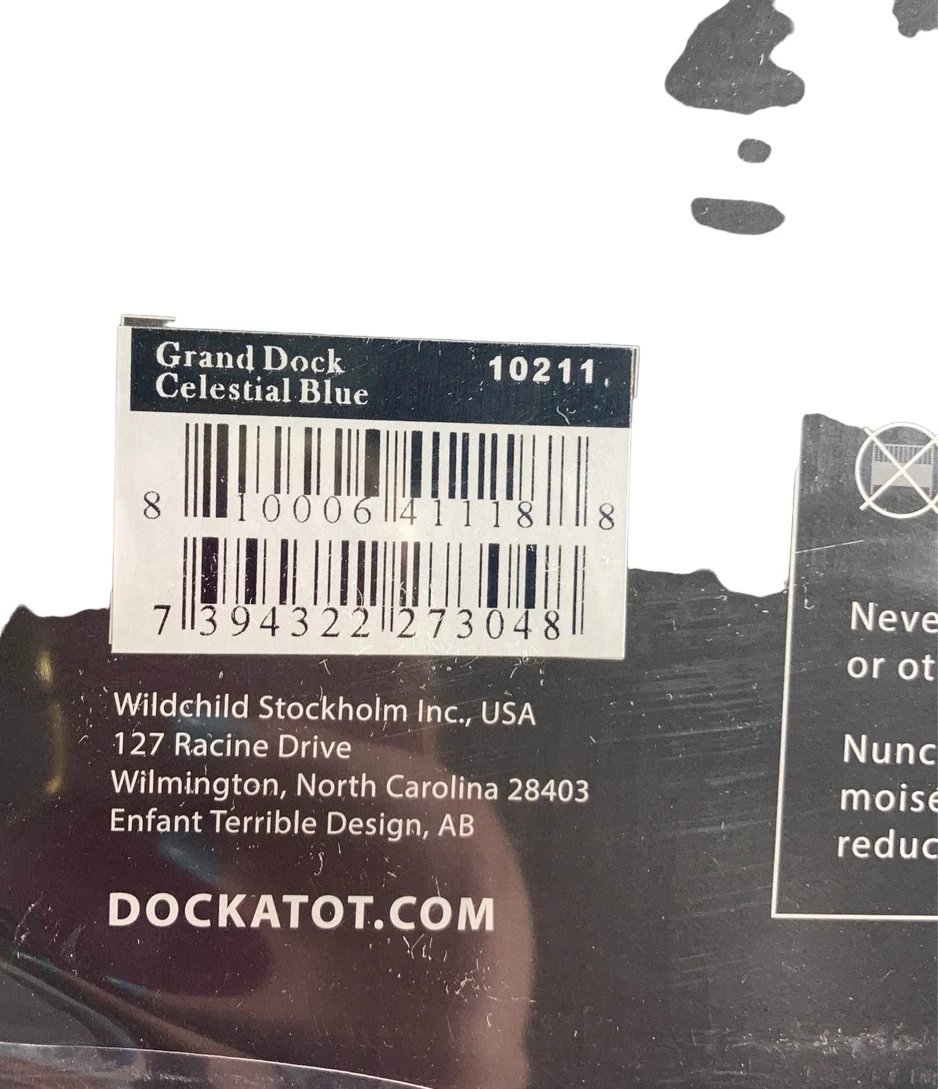 Grand Dock
Celestial Blue
10211.
8 10006 41118 8
7 394322 273048
Wildchild Stockholm Inc., USA
127 Racine Drive
Wilmington, North Carolina 28403
Enfant Terrible Design, AB
DOCKATOT.COM
Neve
or ot
Nunc
moisé
reduc